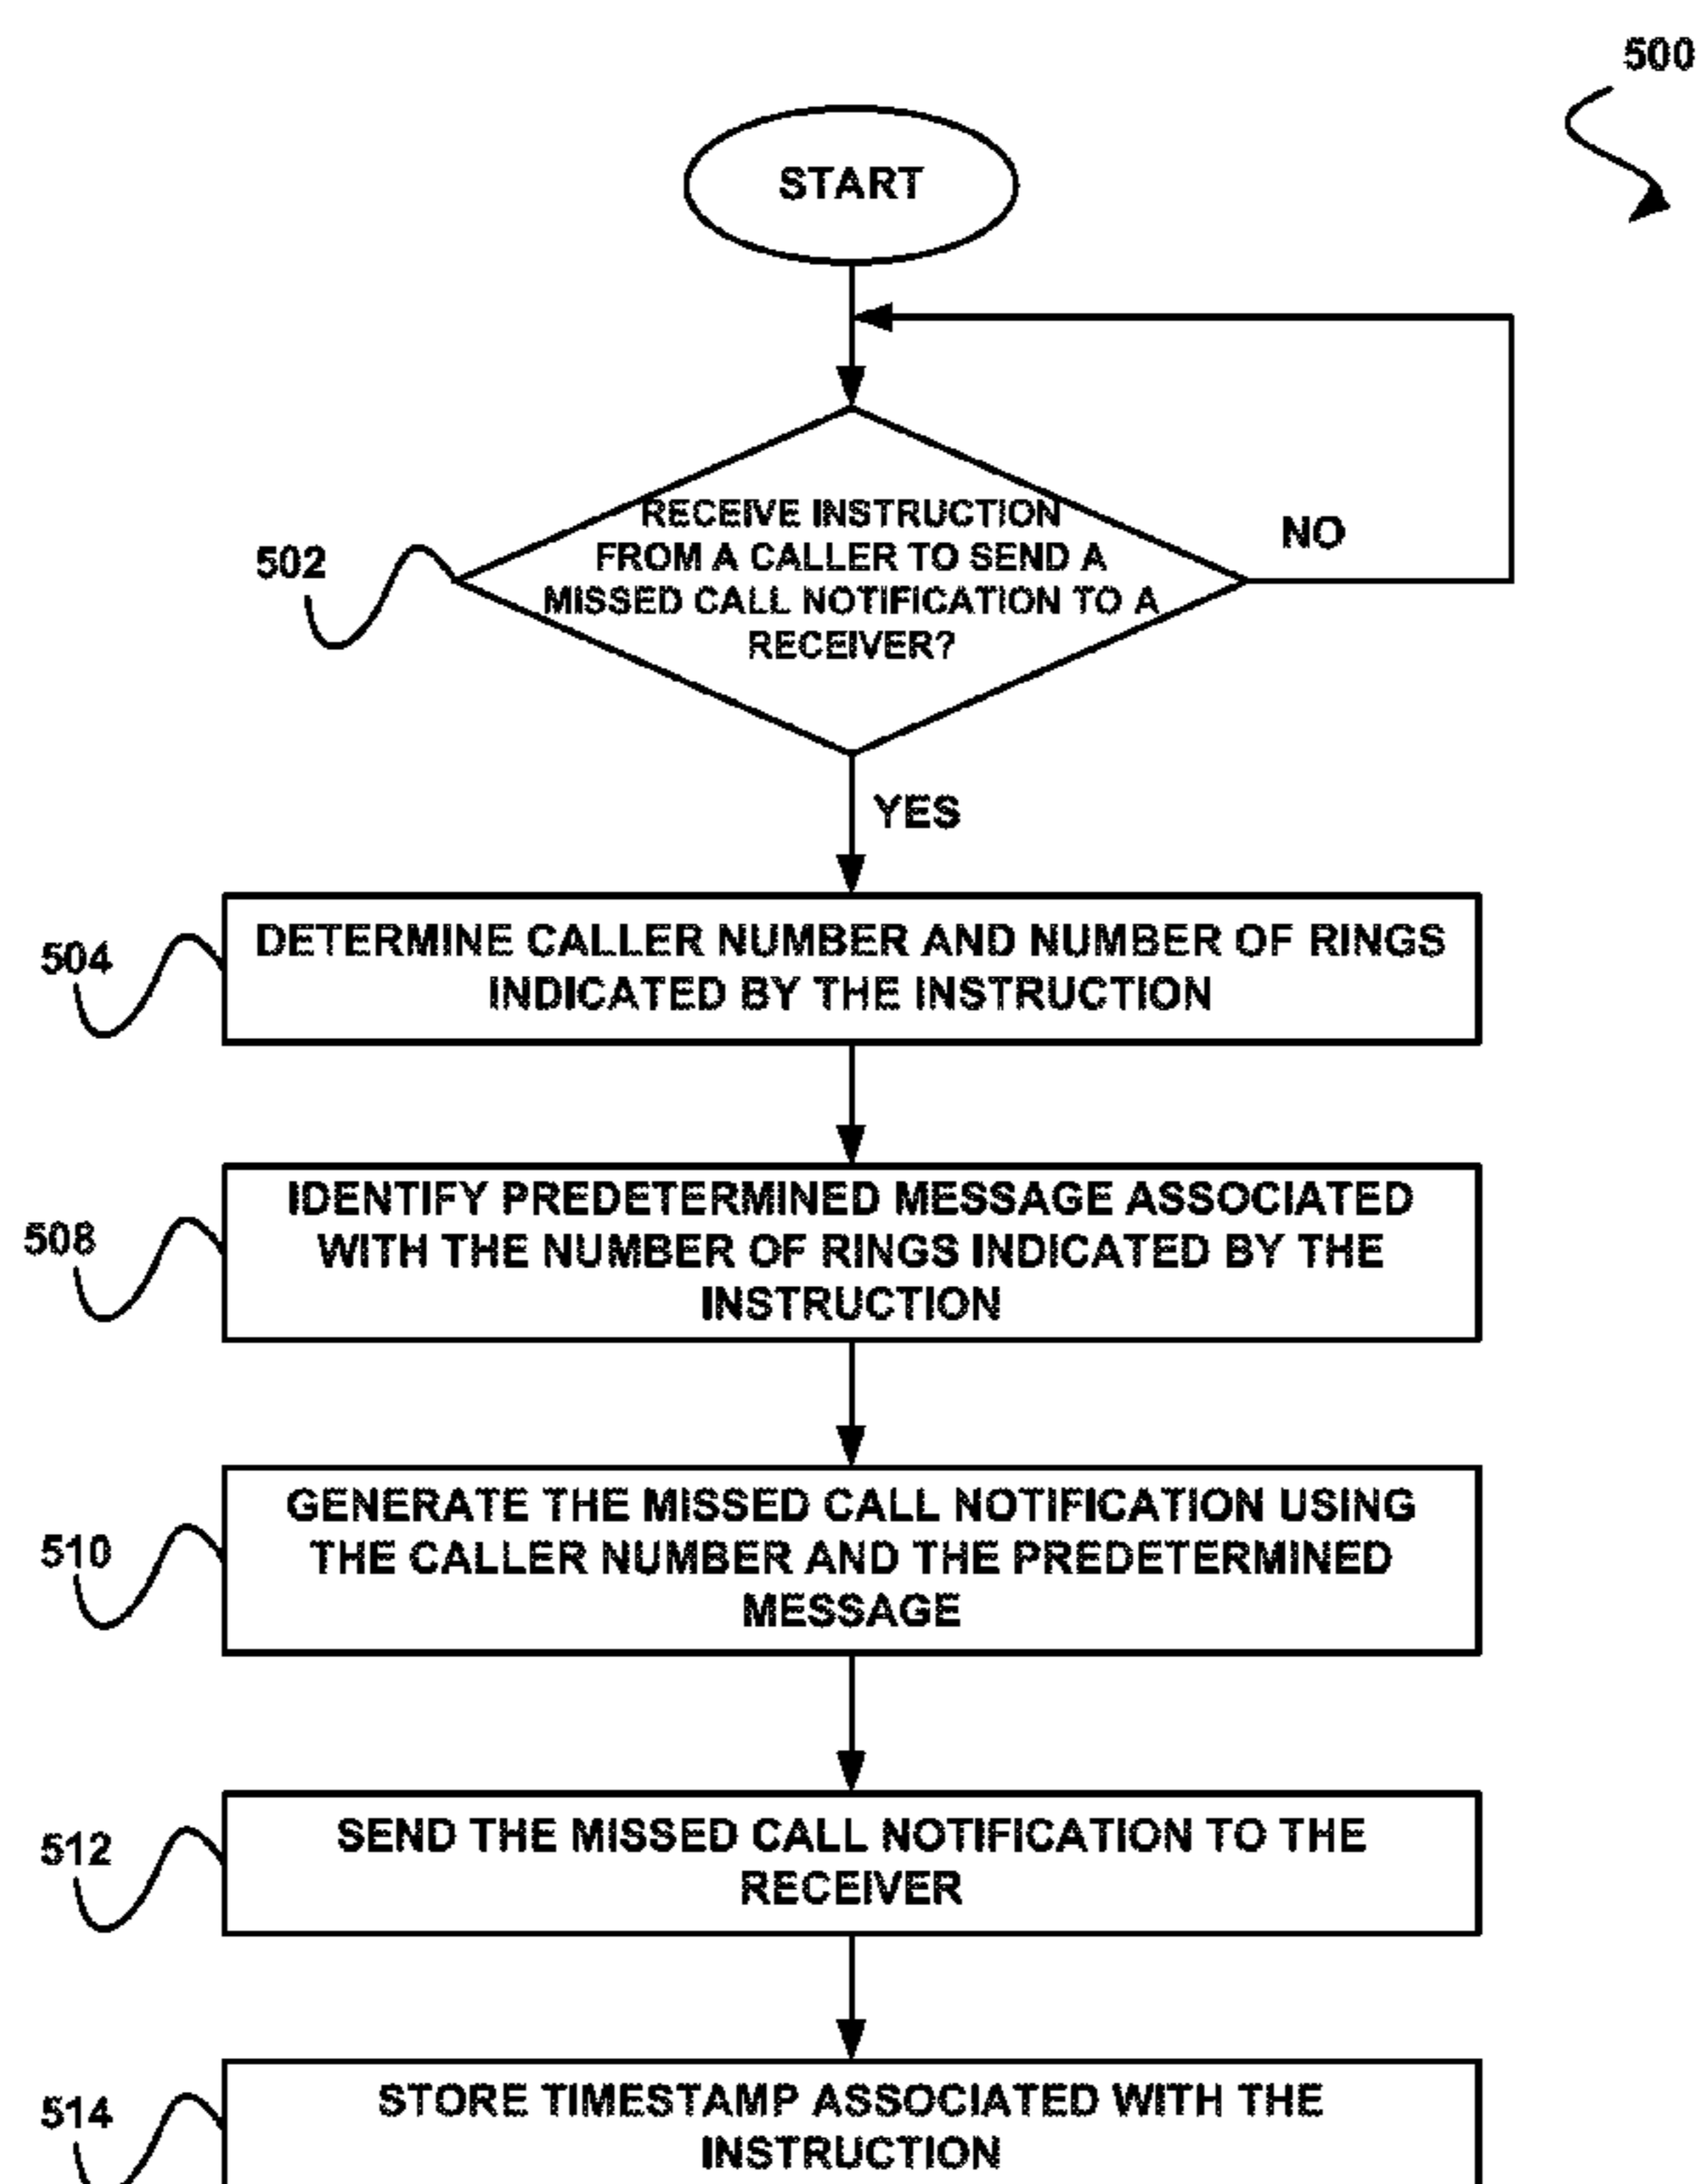 500
START
RECEIVE INSTRUCTION
FROM A CALLER TO SEND A
MISSED CALL NOTIFICATION TO A
RECEIVER?
NO
502
YES
504
DETERMINE CALLER NUMBER AND NUMBER OF RINGS
INDICATED BY THE INSTRUCTION
508
IDENTIFY PREDETERMINED MESSAGE ASSOCIATED
WITH THE NUMBER OF RINGS INDICATED BY THE
INSTRUCTION
510
GENERATE THE MISSED CALL NOTIFICATION USING
THE CALLER NUMBER AND THE PREDETERMINED
MESSAGE
512
SEND THE MISSED CALL NOTIFICATION TO THE
RECEIVER
514
STORE TIMESTAMP ASSOCIATED WITH THE
INSTRUCTION